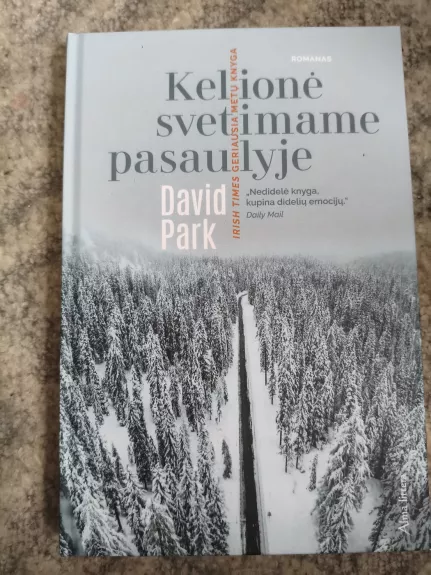 ROMANAS
Kelionė
svetimame
pasaulyje
IRISH TIMES GERIAUSIA METŲ KNYGA
David
Park
„Nedidelė knyga,
kupina didelių emocijų.“
Daily Mail
Alma littera